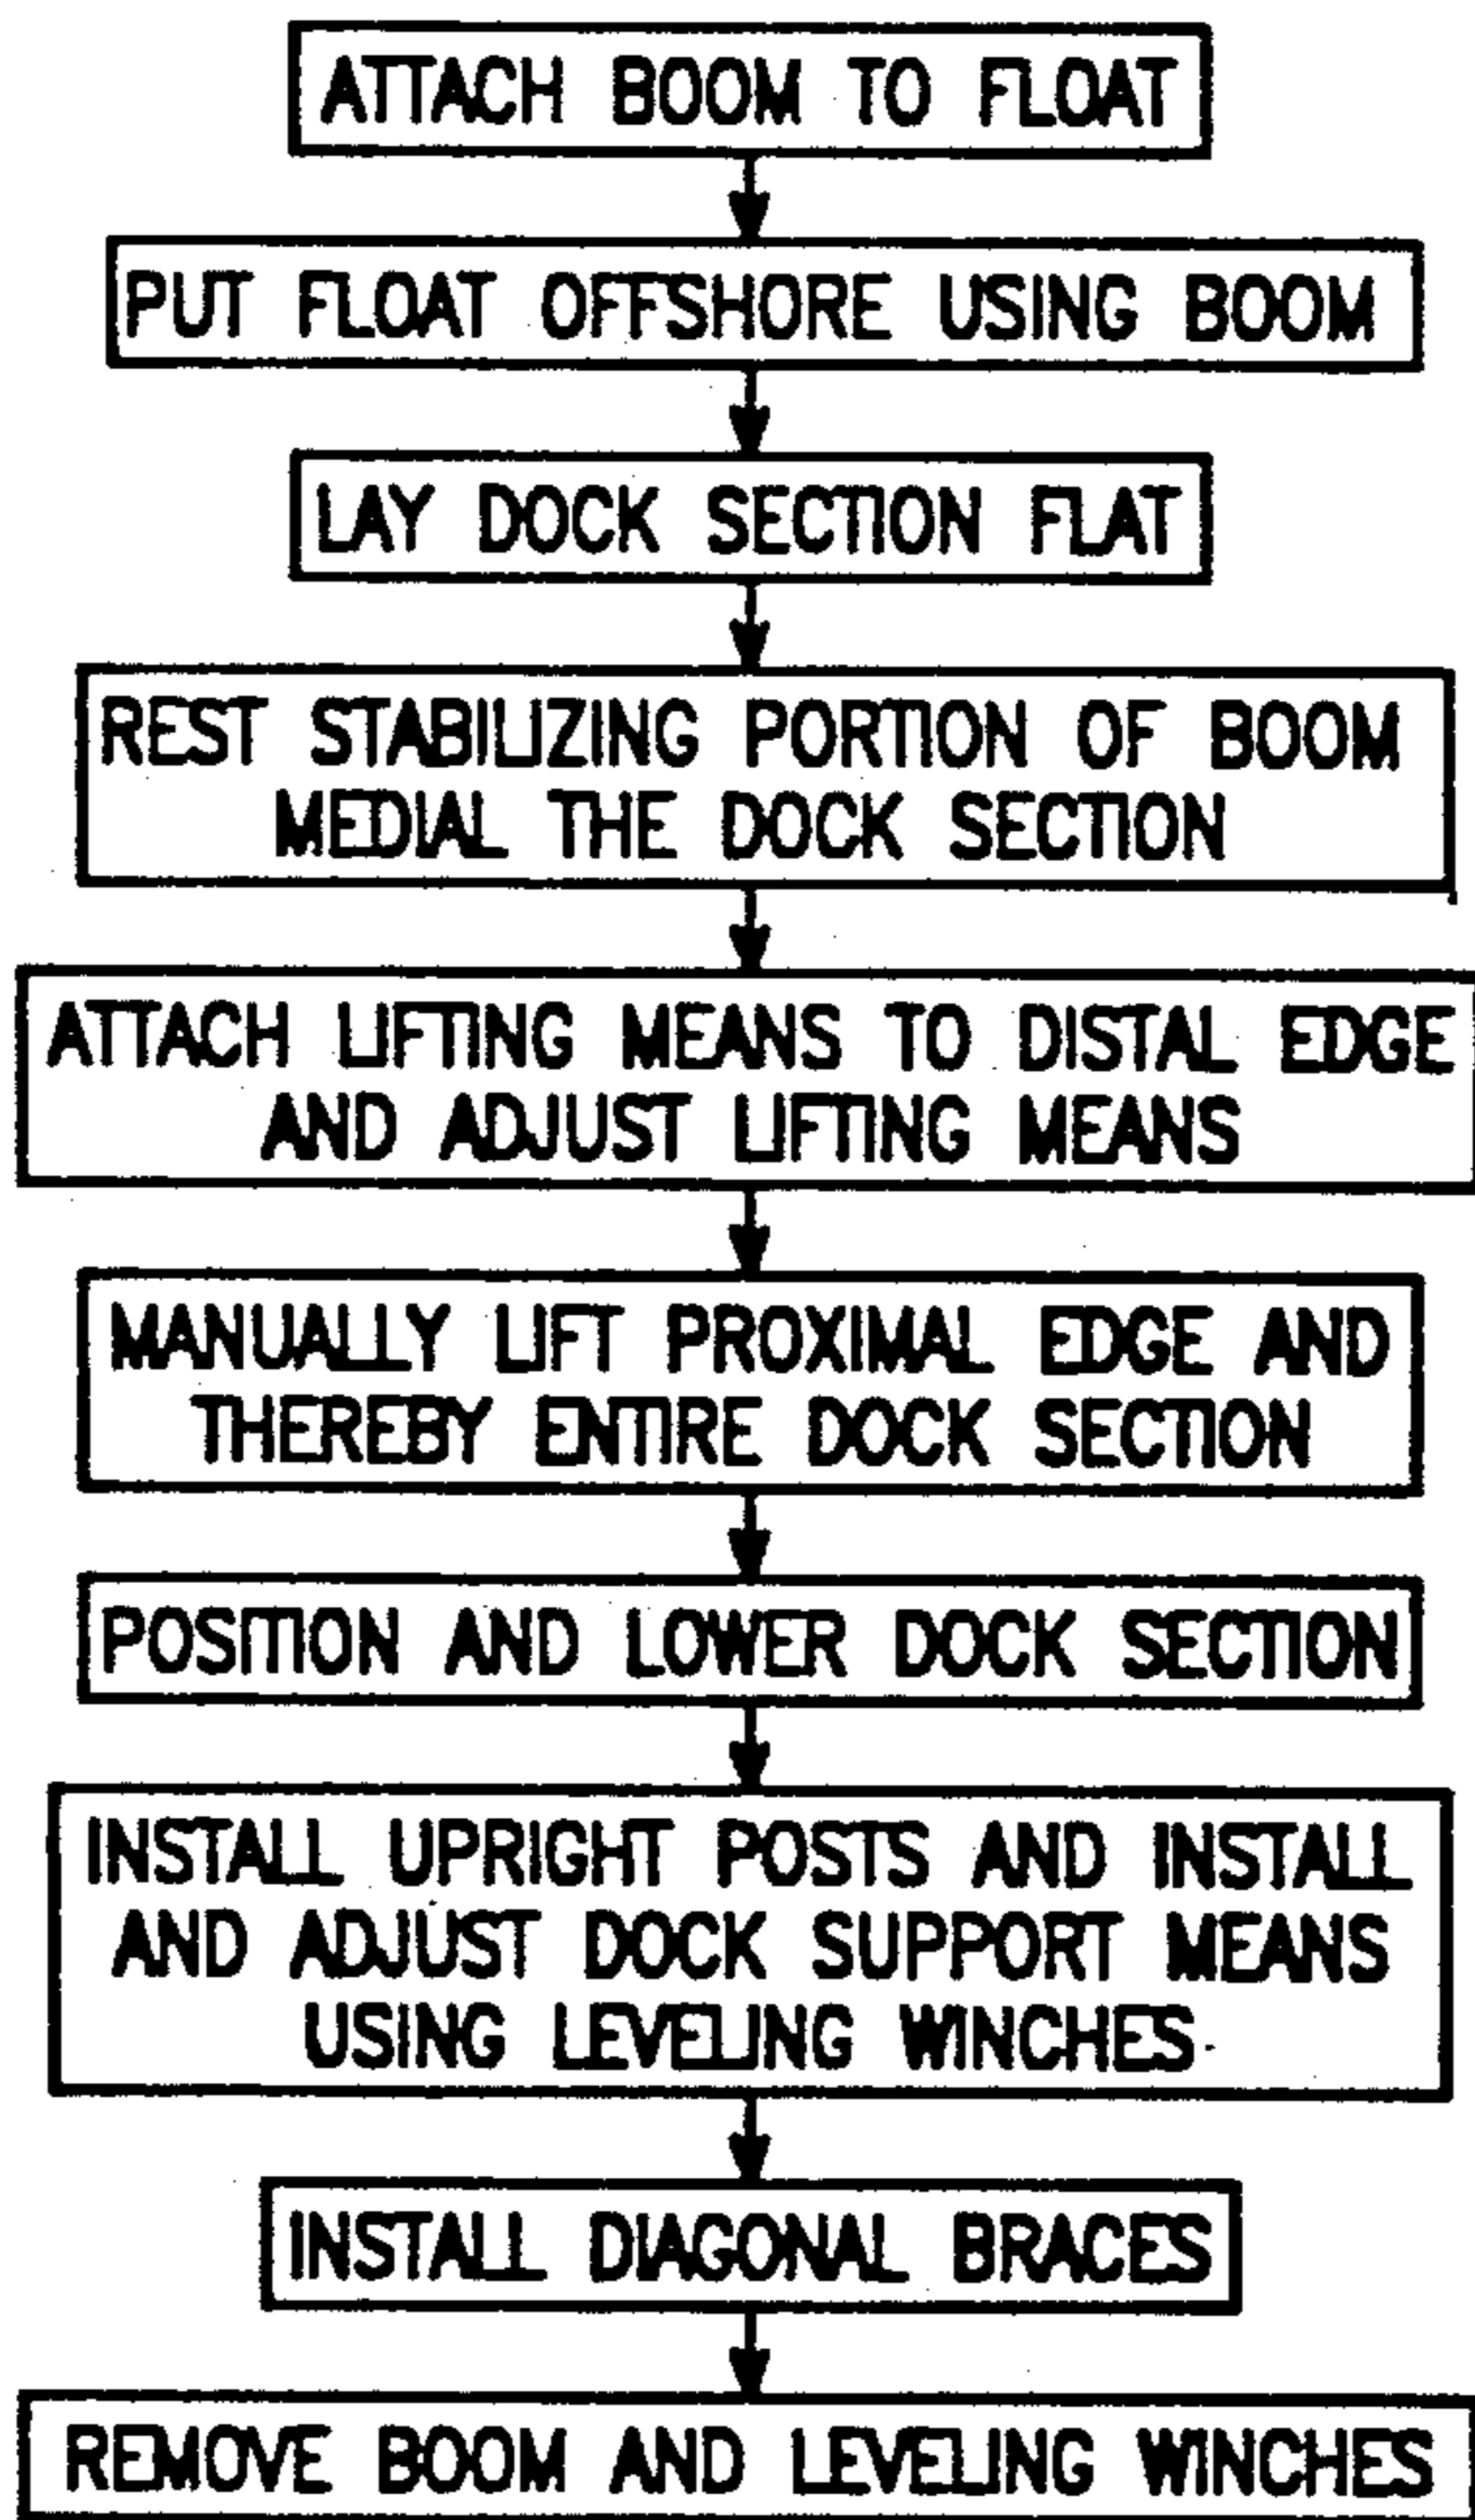 ATTACH BOOM TO FLOAT
PUT FLOAT OFFSHORE USING BOOM
LAY DOCK SECTION FLAT
REST STABILIZING PORTION OF BOOM
MEDIAL THE DOCK SECTION
ATTACH LIFTING MEANS TO DISTAL EDGE
AND ADJUST LIFTING MEANS
MANUALLY LIFT PROXIMAL EDGE AND
THEREBY ENTIRE DOCK SECTION
POSITION AND LOWER DOCK SECTION
INSTALL UPRIGHT POSTS AND INSTALL
AND ADJUST DOCK SUPPORT MEANS
USING LEVELING WINCHES
INSTALL DIAGONAL BRACES
REMOVE BOOM AND LEVELING WINCHES